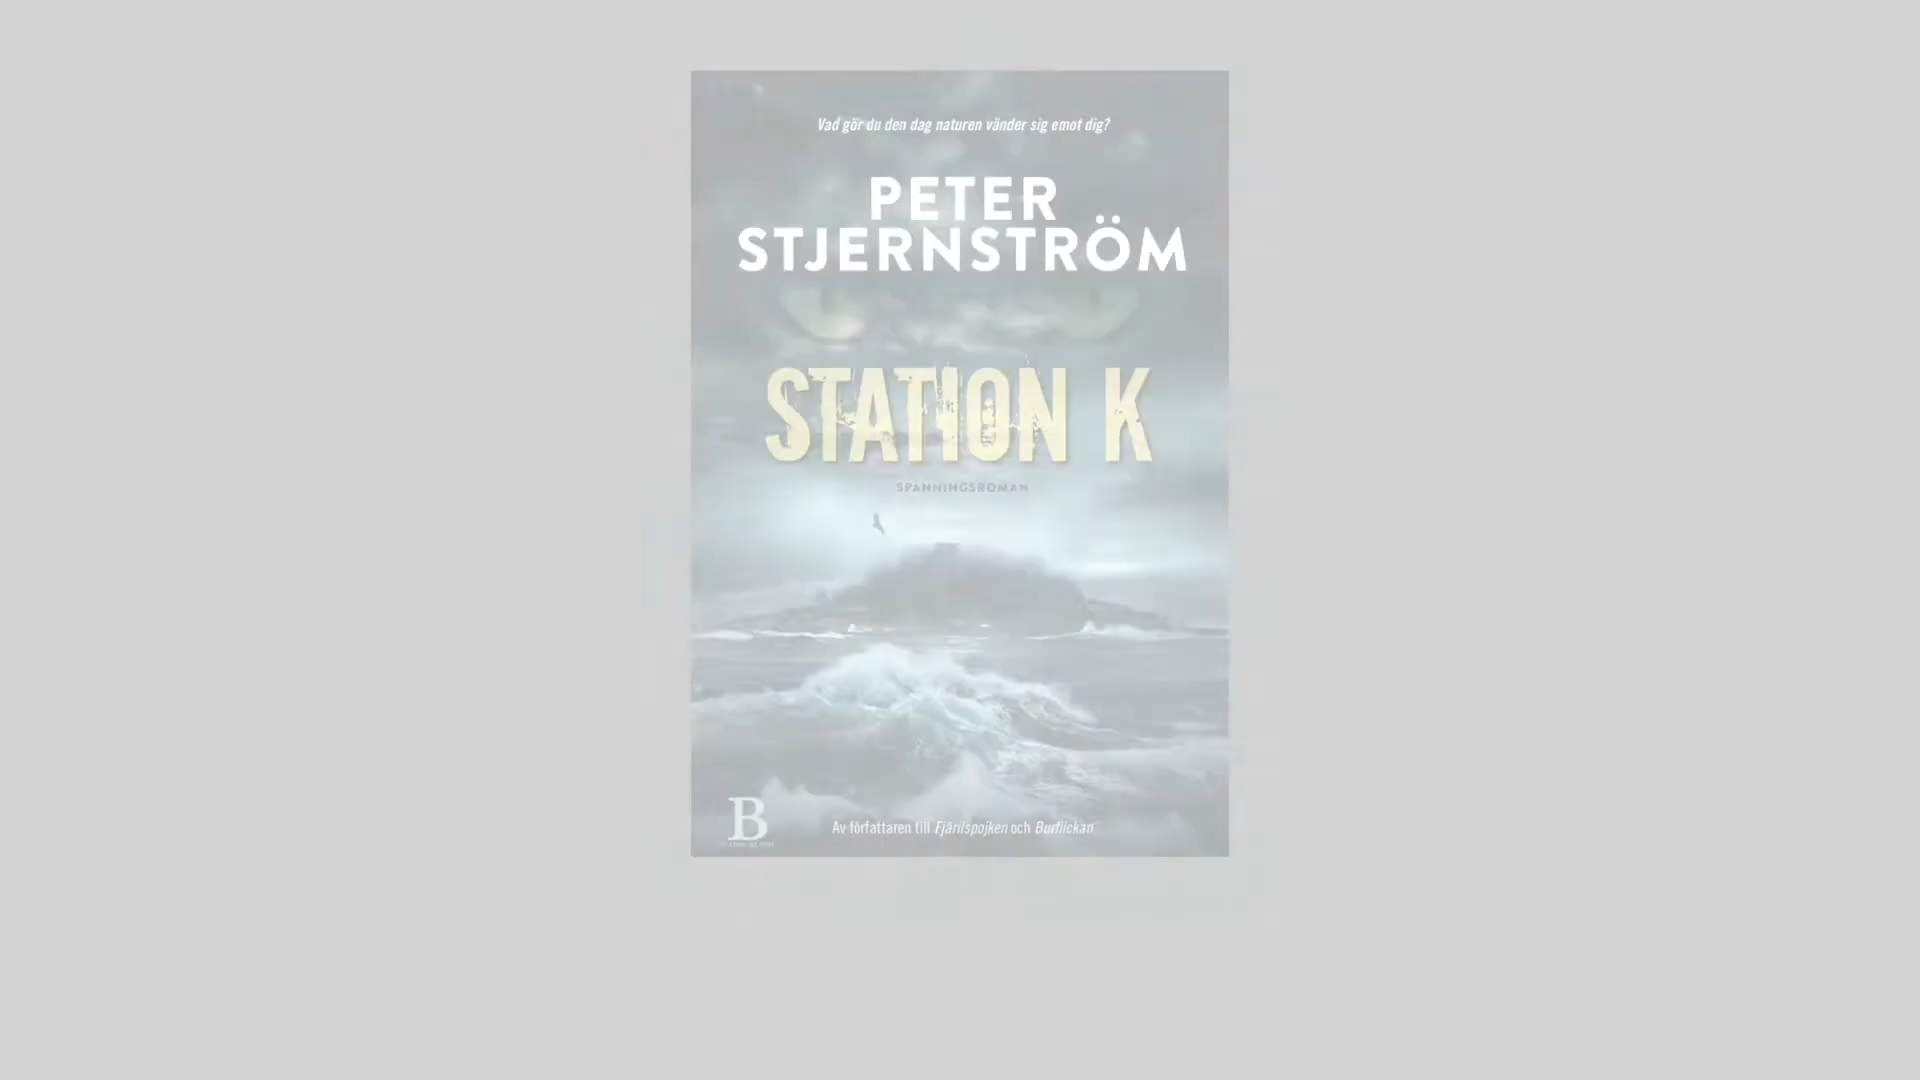 Vad gör du den dag naturen vänder sig emot dig?
PETER
STJERNSTRÖM
STATION K
SPÄNNINGSROMAN
B
Av författaren till Fjärilspojken och Burflickan